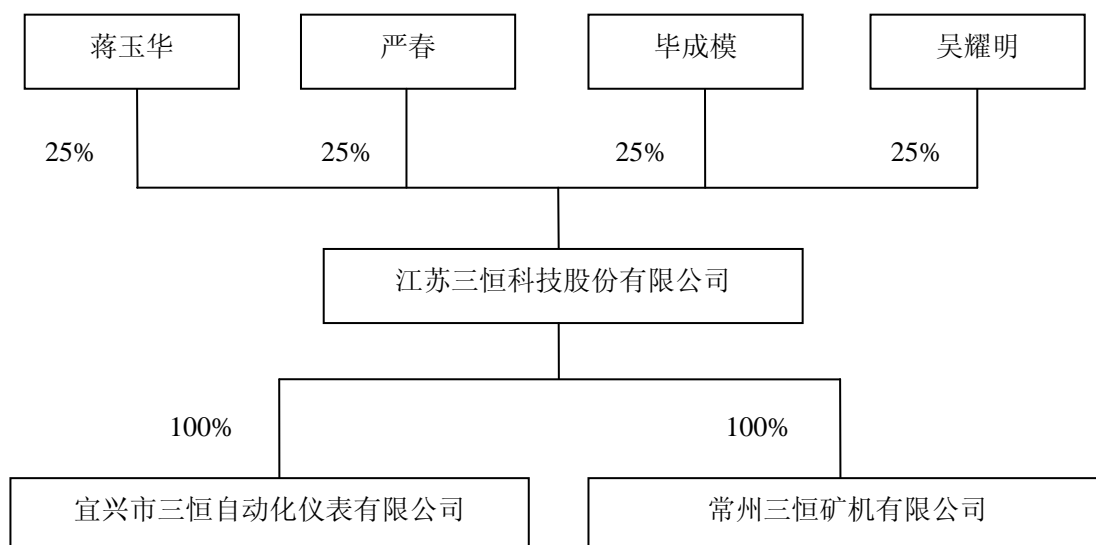 蒋玉华 严春 毕成模 吴耀明
25% 25% 25% 25%
江苏三恒科技股份有限公司
100% 100%
宜兴市三恒自动化仪表有限公司 常州三恒矿机有限公司